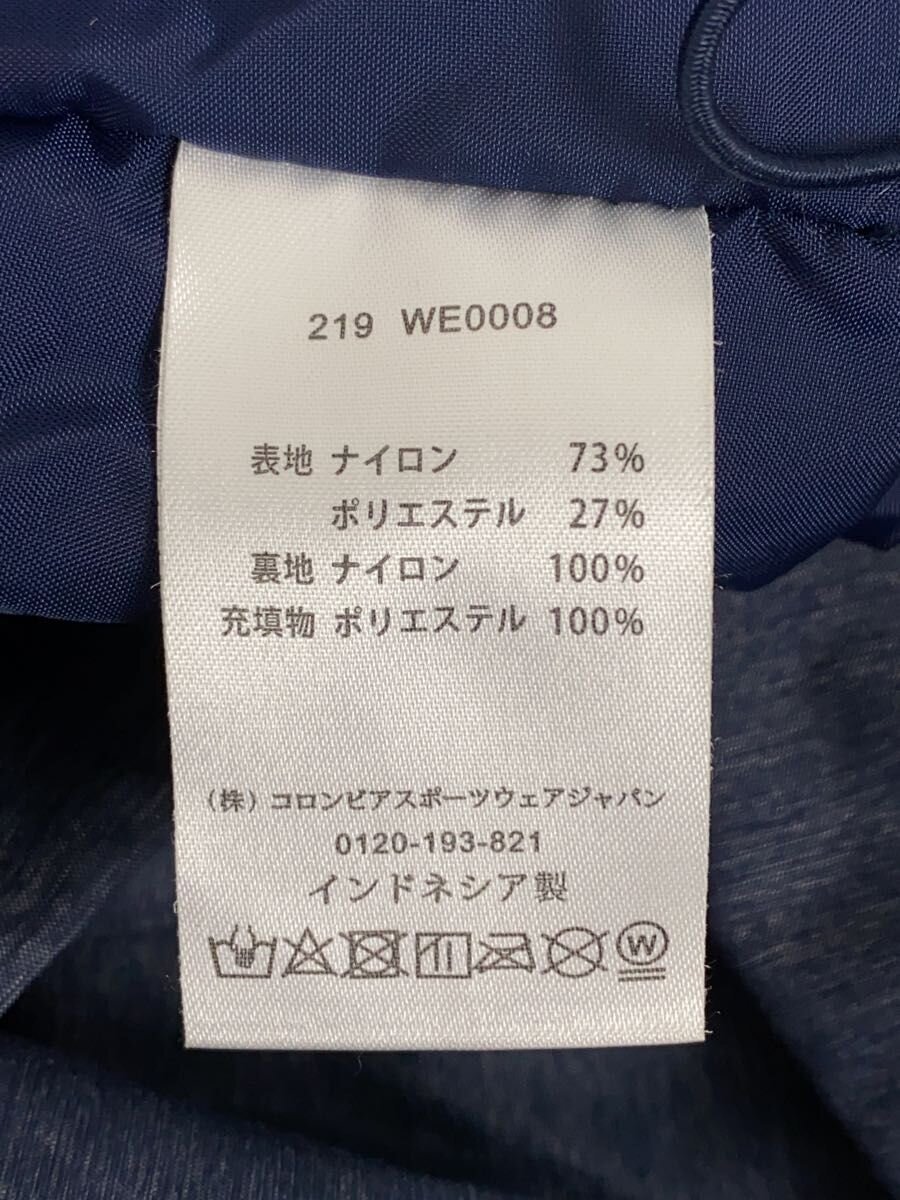 219 WE0008
表地 ナイロン 73%
ポリエステル 27%
裏地 ナイロン 100%
充填物 ポリエステル 100%
(株)コロンビアスポーツウェアジャパン
0120-193-821
インドネシア製
W